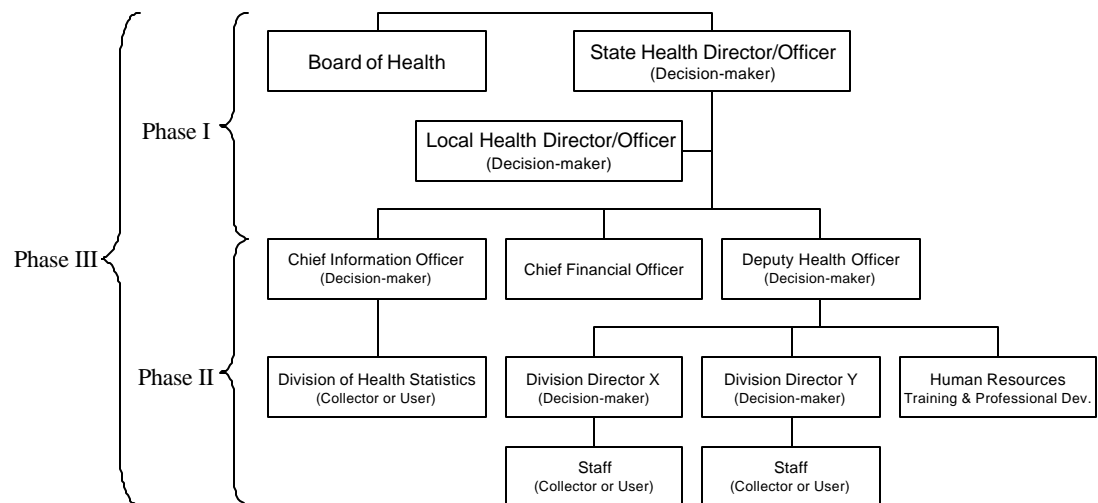 Board of Health
State Health Director/Officer
(Decision-maker)
Phase I
Local Health Director/Officer
(Decision-maker)
Phase III
Chief Information Officer
(Decision-maker)
Chief Financial Officer
Deputy Health Officer
(Decision-maker)
Phase II
Division of Health Statistics
(Collector or User)
Division Director X
(Decision-maker)
Division Director Y
(Decision-maker)
Human Resources
Training & Professional Dev.
Staff
(Collector or User)
Staff
(Collector or User)